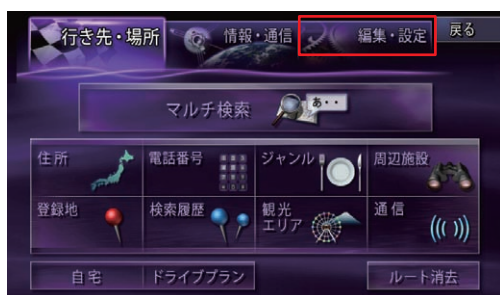 行き先・場所 情報・通信 編集・設定 戻る
マルチ検索 あ・・
住所 電話番号 ジャンル 周辺施設
登録地 検索履歴 観光エリア 通信
自宅 ドライブプラン ルート消去